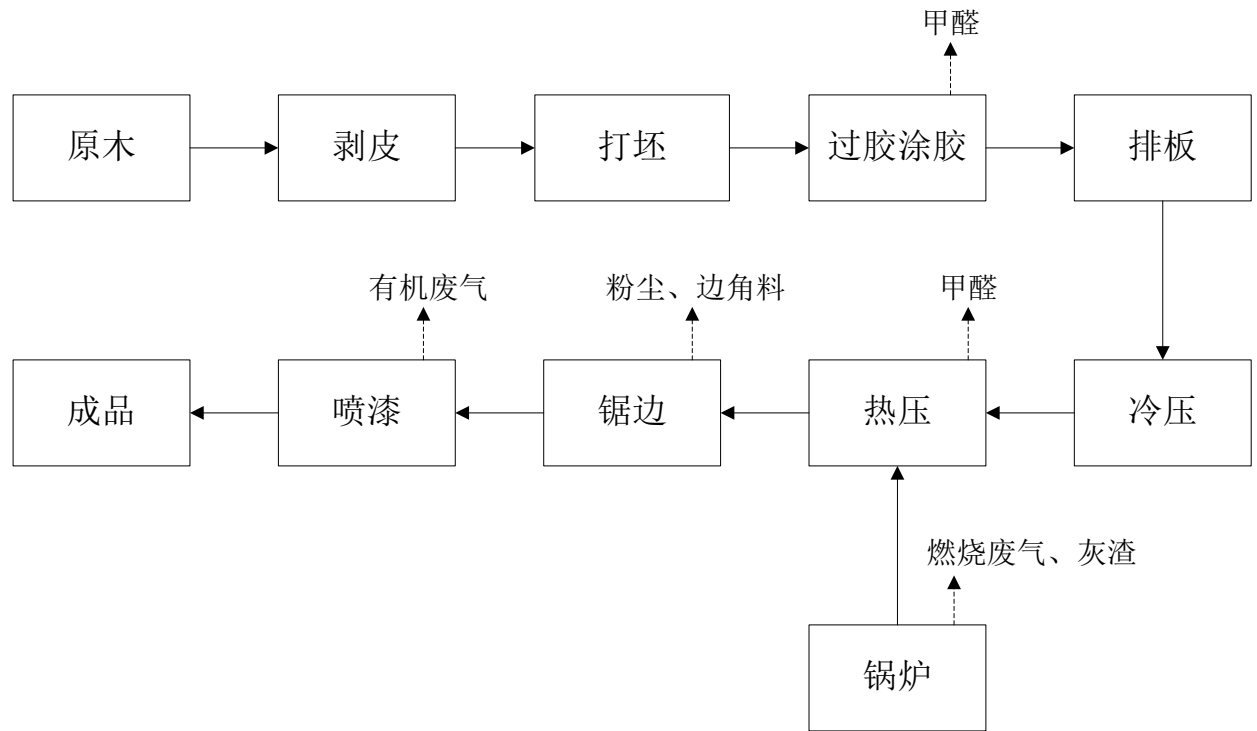 甲醛
原木
剥皮
打坯
过胶涂胶
排板
有机废气
粉尘、边角料
甲醛
成品
喷漆
锯边
热压
冷压
燃烧废气、灰渣
锅炉